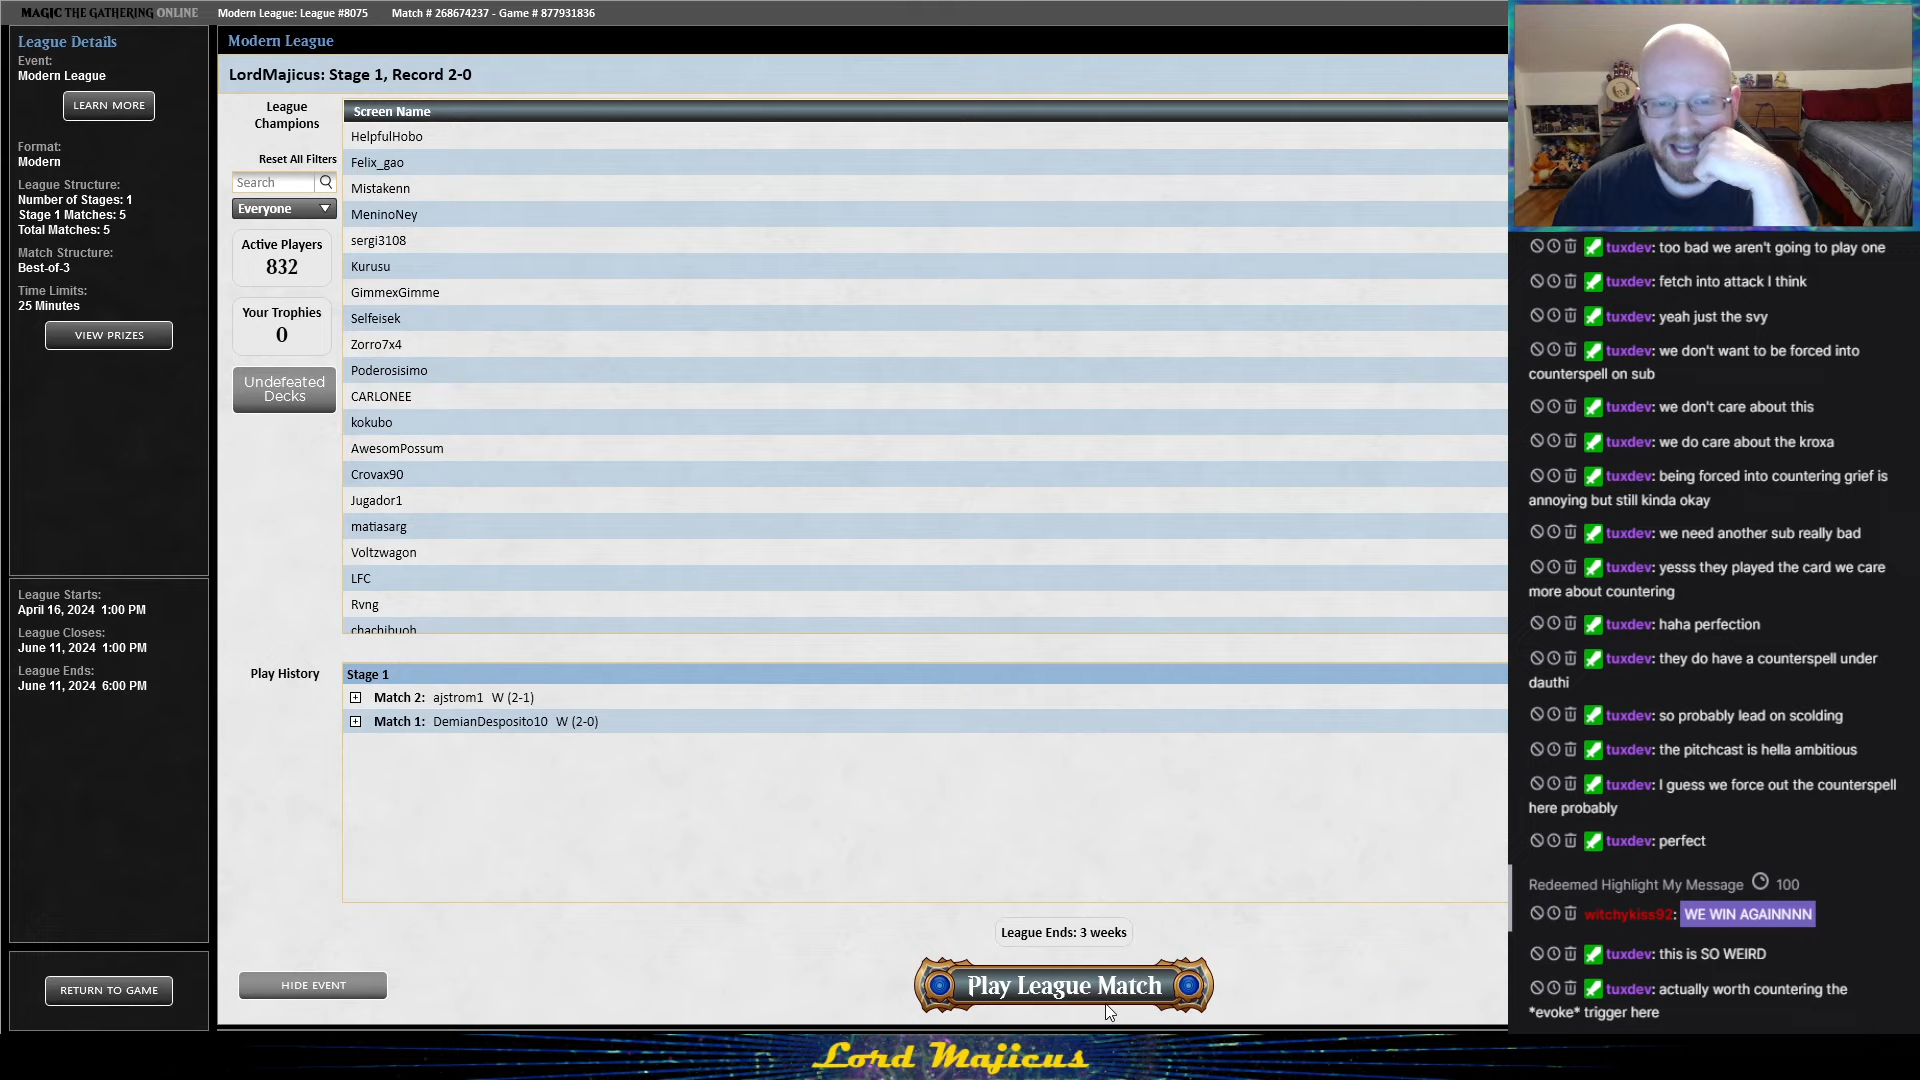 MAGIC THE GATHERING ONLINE
Modern League: League #8075
Match # 268674237 - Game # 877931836
League Details
Event:
Modern League
LEARN MORE
Format:
Modern
League Structure:
Number of Stages: 1
Stage 1 Matches: 5
Total Matches: 5
Match Structure:
Best-of-3
Time Limits:
25 Minutes
VIEW PRIZES
League Starts:
April 16, 2024 1:00 PM
League Closes:
June 11, 2024 1:00 PM
League Ends:
June 11, 2024 6:00 PM
RETURN TO GAME
Modern League
LordMajicus: Stage 1, Record 2-0
League
Champions
Reset All Filters
Search
Everyone
Active Players
832
Your Trophies
0
Undefeated
Decks
Screen Name
HelpfulHobo
Felix_gao
Mistakenn
MeninoNey
sergi3108
Kurusu
GimmexGimme
Selfeisek
Zorro7x4
Poderosisimo
CARLONEE
kokubo
AwesomPossum
Crovax90
Jugador1
matiasarg
Voltzwagon
LFC
Rvng
Play History
Stage 1
Match 2: ajstrom1 W (2-1)
Match 1: DemianDesposito10 W (2-0)
League Ends: 3 weeks
HIDE EVENT
Play League Match
tuxdev: too bad we aren't going to play one
tuxdev: fetch into attack I think
tuxdev: yeah just the svy
tuxdev: we don't want to be forced into
counterspell on sub
tuxdev: we don't care about this
tuxdev: we do care about the kroxa
tuxdev: being forced into countering grief is
annoying but still kinda okay
tuxdev: we need another sub really bad
tuxdev: yesss they played the card we care
more about countering
tuxdev: haha perfection
tuxdev: they do have a counterspell under
dauthi
tuxdev: so probably lead on scolding
tuxdev: the pitchcast is hella ambitious
tuxdev: I guess we force out the counterspell
here probably
tuxdev: perfect
Redeemed Highlight My Message 100
witchykiss92: WE WIN AGAINNNN
tuxdev: this is SO WEIRD
tuxdev: actually worth countering the
*evoke* trigger here
Lord Majicus